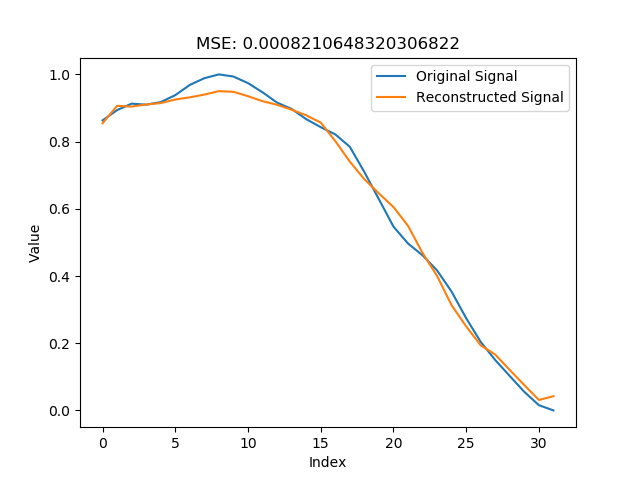 MSE: 0.0008210648320306822
Original Signal
Reconstructed Signal
1.0
0.8
0.6
0.4
0.2
0.0
Value
0 5 10 15 20 25 30
Index